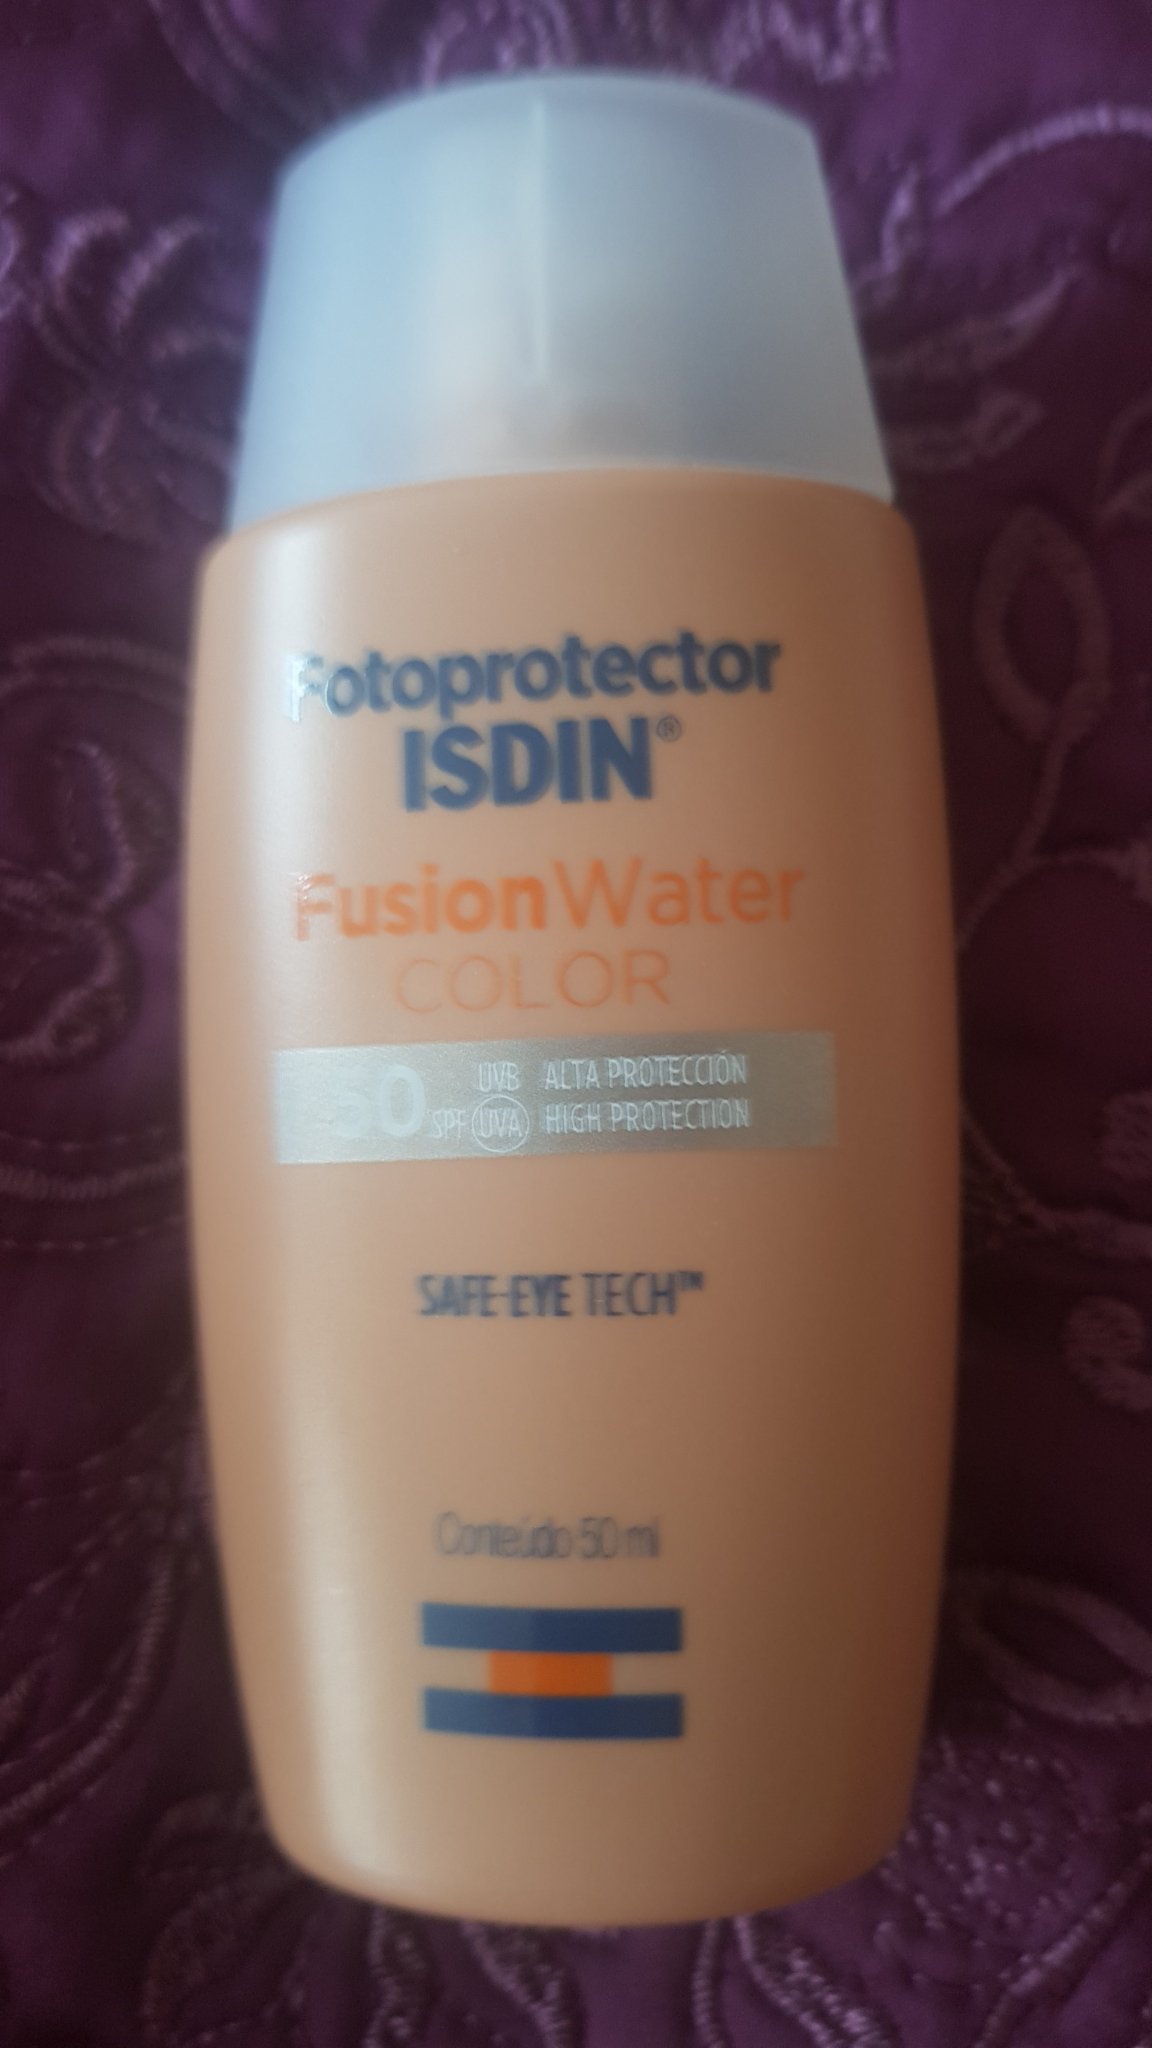 Fotoprotector
ISDIN®
FusionWater
COLOR
50 SPF UVB UVA ALTA PROTECCIÓN
HIGH PROTECTION
SAFE-EYE TECH™
Conteúdo 50 ml